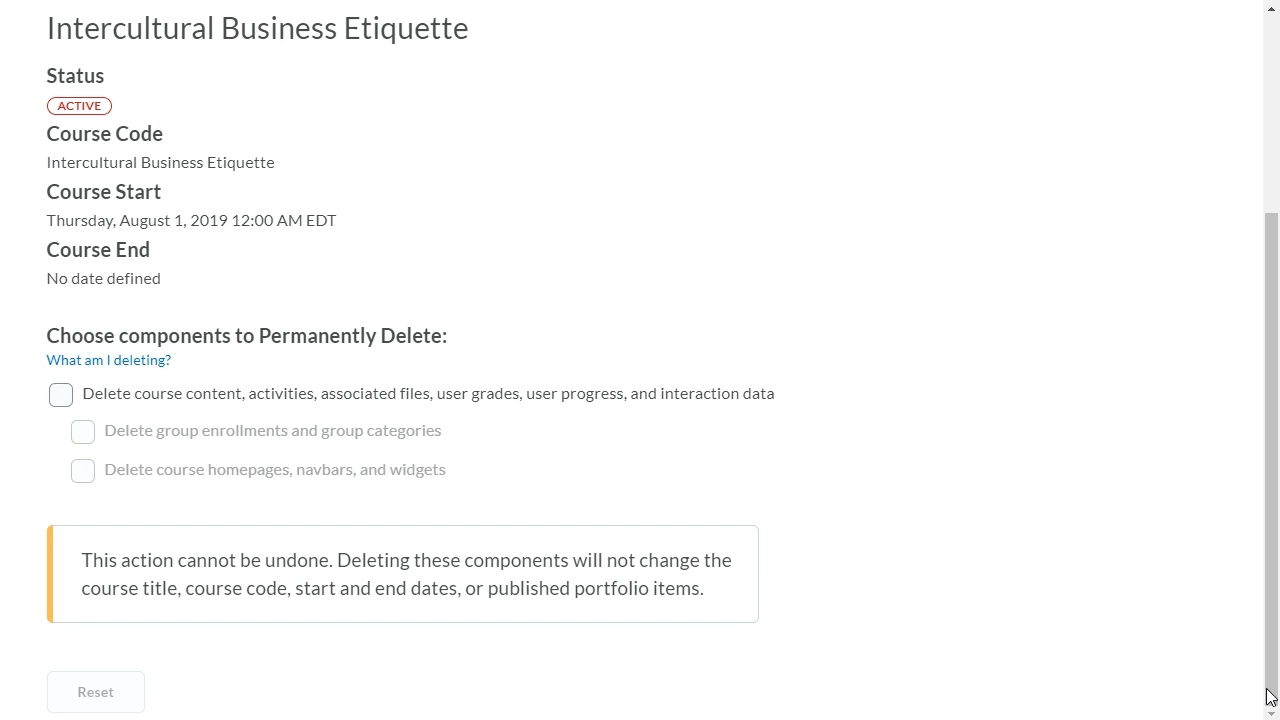 Intercultural Business Etiquette
Status
ACTIVE
Course Code
Intercultural Business Etiquette
Course Start
Thursday, August 1, 2019 12:00 AM EDT
Course End
No date defined
Choose components to Permanently Delete:
What am I deleting?
Delete course content, activities, associated files, user grades, user progress, and interaction data
Delete group enrollments and group categories
Delete course homepages, navbars, and widgets
This action cannot be undone. Deleting these components will not change the
course title, course code, start and end dates, or published portfolio items.
Reset